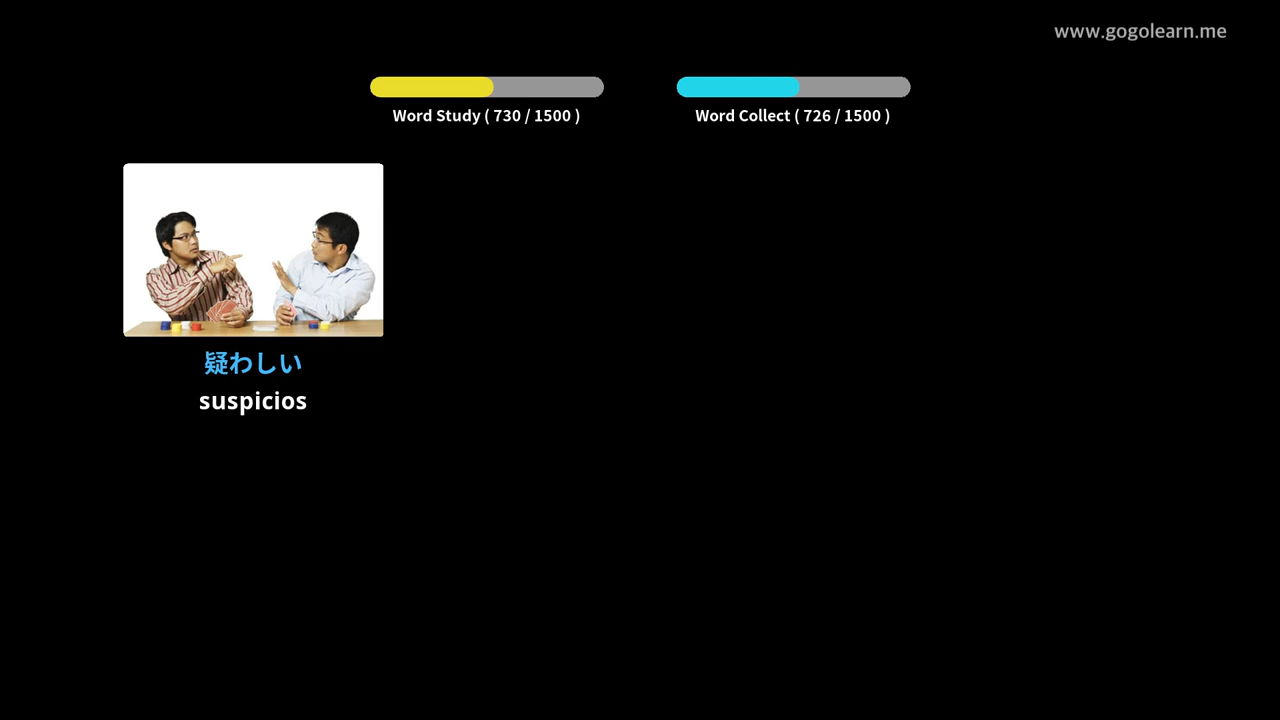 www.gogolearn.me
Word Study ( 730 / 1500 )
Word Collect ( 726 / 1500 )
疑わしい
suspicios